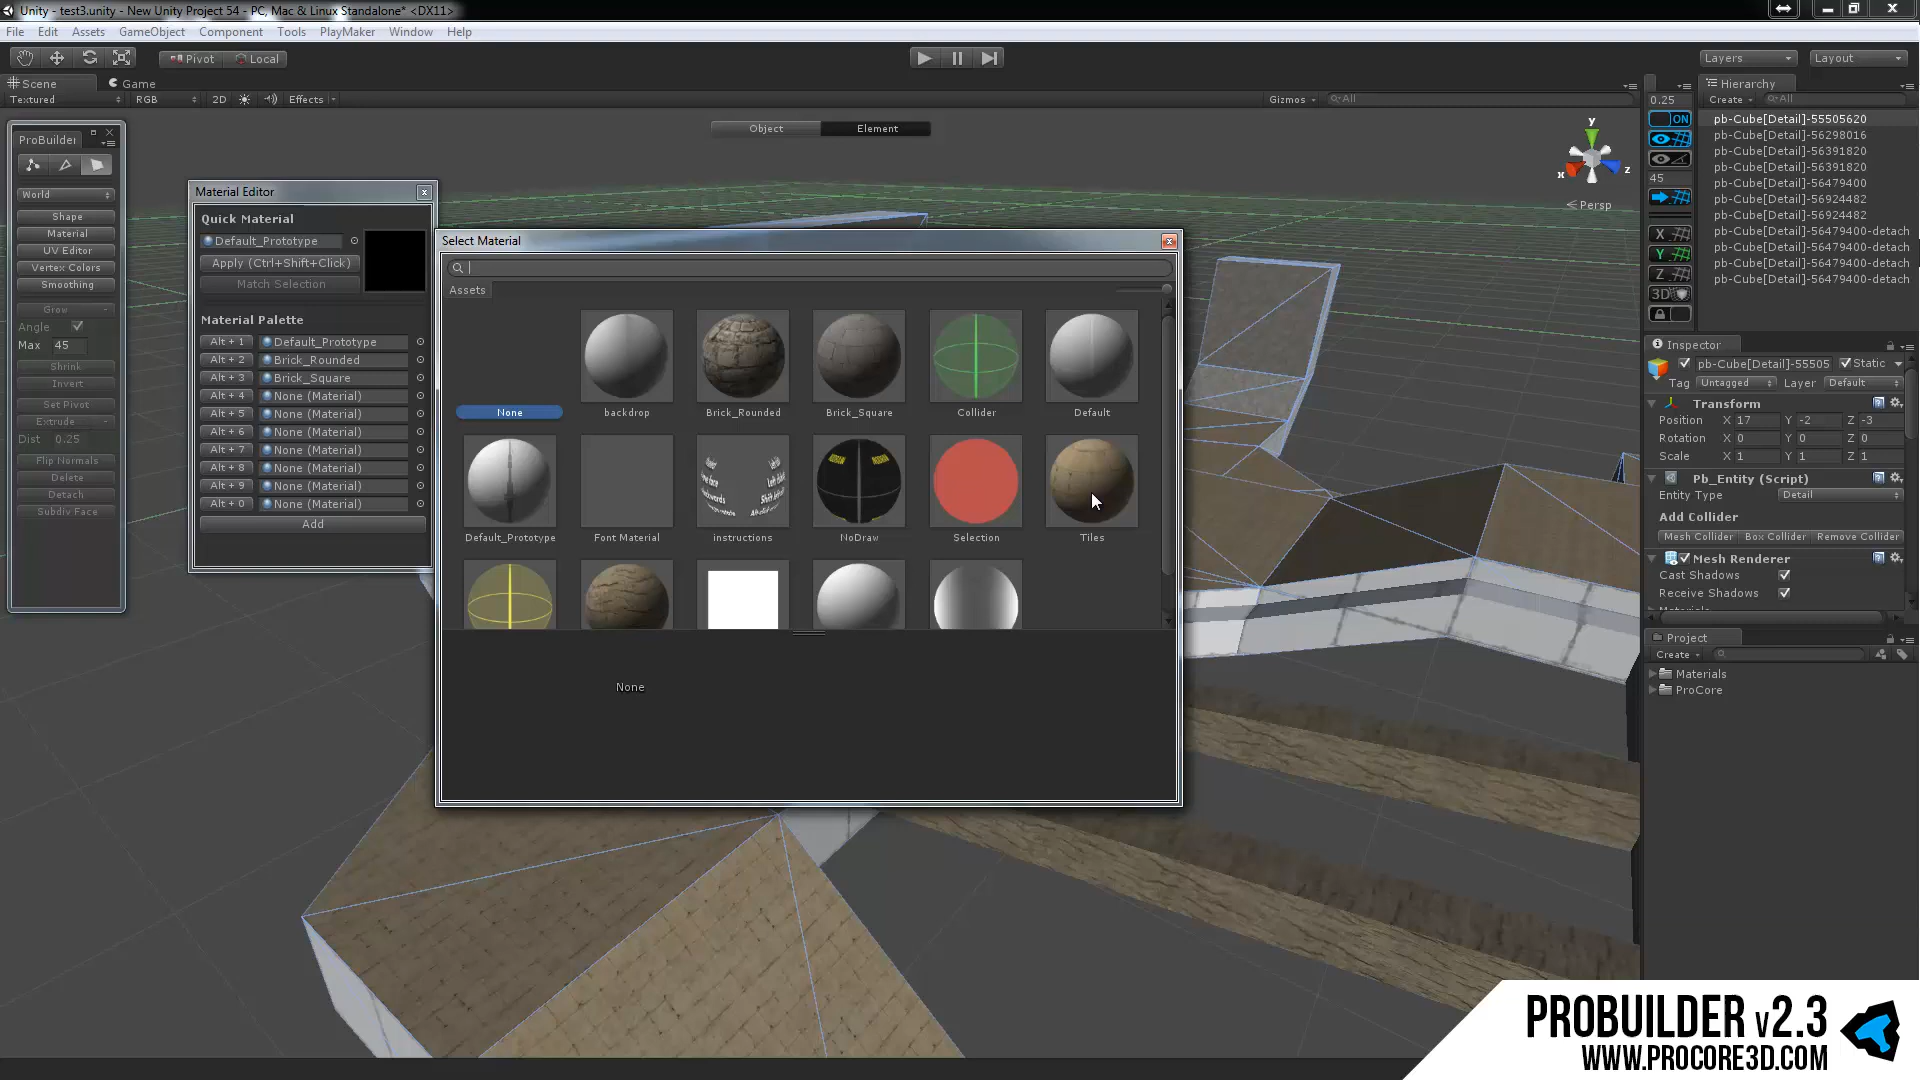 Unity - test3.unity - New Unity Project 54 - PC, Mac & Linux Standalone* <DX11>
File Edit Assets GameObject Component Tools PlayMaker Window Help
Pivot Local Layers Layout
Scene Game
Textured RGB 2D Effects Gizmos All
Object Element
y
x
z
Persp
ProBuilder
World
Shape
Material
UV Editor
Vertex Colors
Smoothing
Grow
Angle
Max 45
Shrink
Invert
Set Pivot
Extrude
Dist 0.25
Flip Normals
Delete
Detach
Subdiv Face
Material Editor
Quick Material
Default_Prototype
Apply (Ctrl+Shift+Click)
Match Selection
Material Palette
Alt + 1 Default_Prototype
Alt + 2 Brick_Rounded
Alt + 3 Brick_Square
Alt + 4 None (Material)
Alt + 5 None (Material)
Alt + 6 None (Material)
Alt + 7 None (Material)
Alt + 8 None (Material)
Alt + 9 None (Material)
Alt + 0 None (Material)
Add
Select Material
Assets
None backdrop Brick_Rounded Brick_Square Collider Default
Default_Prototype Font Material instructions NoDraw Selection Tiles
None
0.25
ON
45
X
Y
Z
3D
Hierarchy
Create All
pb-Cube[Detail]-55505620
pb-Cube[Detail]-56298016
pb-Cube[Detail]-56391820
pb-Cube[Detail]-56391820
pb-Cube[Detail]-56479400
pb-Cube[Detail]-56924482
pb-Cube[Detail]-56924482
pb-Cube[Detail]-56479400-detach
pb-Cube[Detail]-56479400-detach
pb-Cube[Detail]-56479400-detach
pb-Cube[Detail]-56479400-detach
Inspector
pb-Cube[Detail]-55505 Static
Tag Untagged Layer Default
Transform
Position X 17 Y -2 Z -3
Rotation X 0 Y 0 Z 0
Scale X 1 Y 1 Z 1
Pb_Entity (Script)
Entity Type Detail
Add Collider
Mesh Collider Box Collider Remove Collider
Mesh Renderer
Cast Shadows
Receive Shadows
Project
Create
Materials
ProCore
PROBUILDER v2.3
WWW.PROCORE3D.COM